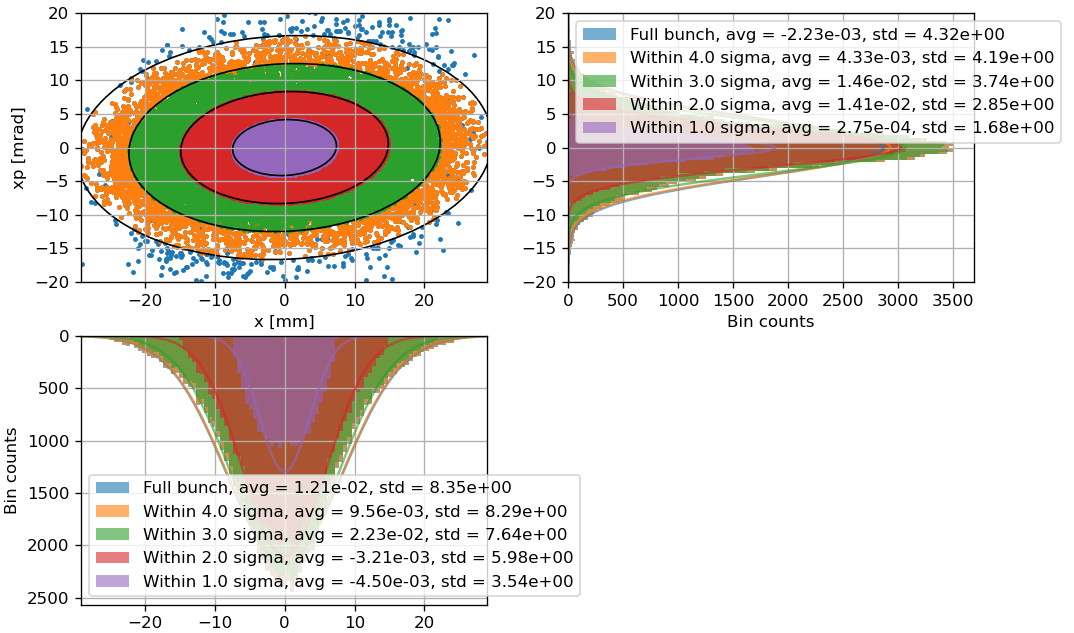 20
15
10
5
0
−5
−10
−15
−20
xp [mrad]
−20 −10 0 10 20
x [mm]
20
15
10
5
0
−5
−10
−15
−20
Full bunch, avg = -2.23e-03, std = 4.32e+00
Within 4.0 sigma, avg = 4.33e-03, std = 4.19e+00
Within 3.0 sigma, avg = 1.46e-02, std = 3.74e+00
Within 2.0 sigma, avg = 1.41e-02, std = 2.85e+00
Within 1.0 sigma, avg = 2.75e-04, std = 1.68e+00
0 500 1000 1500 2000 2500 3000 3500
Bin counts
0
500
1000
1500
2000
2500
Bin counts
Full bunch, avg = 1.21e-02, std = 8.35e+00
Within 4.0 sigma, avg = 9.56e-03, std = 8.29e+00
Within 3.0 sigma, avg = 2.23e-02, std = 7.64e+00
Within 2.0 sigma, avg = -3.21e-03, std = 5.98e+00
Within 1.0 sigma, avg = -4.50e-03, std = 3.54e+00
−20 −10 0 10 20